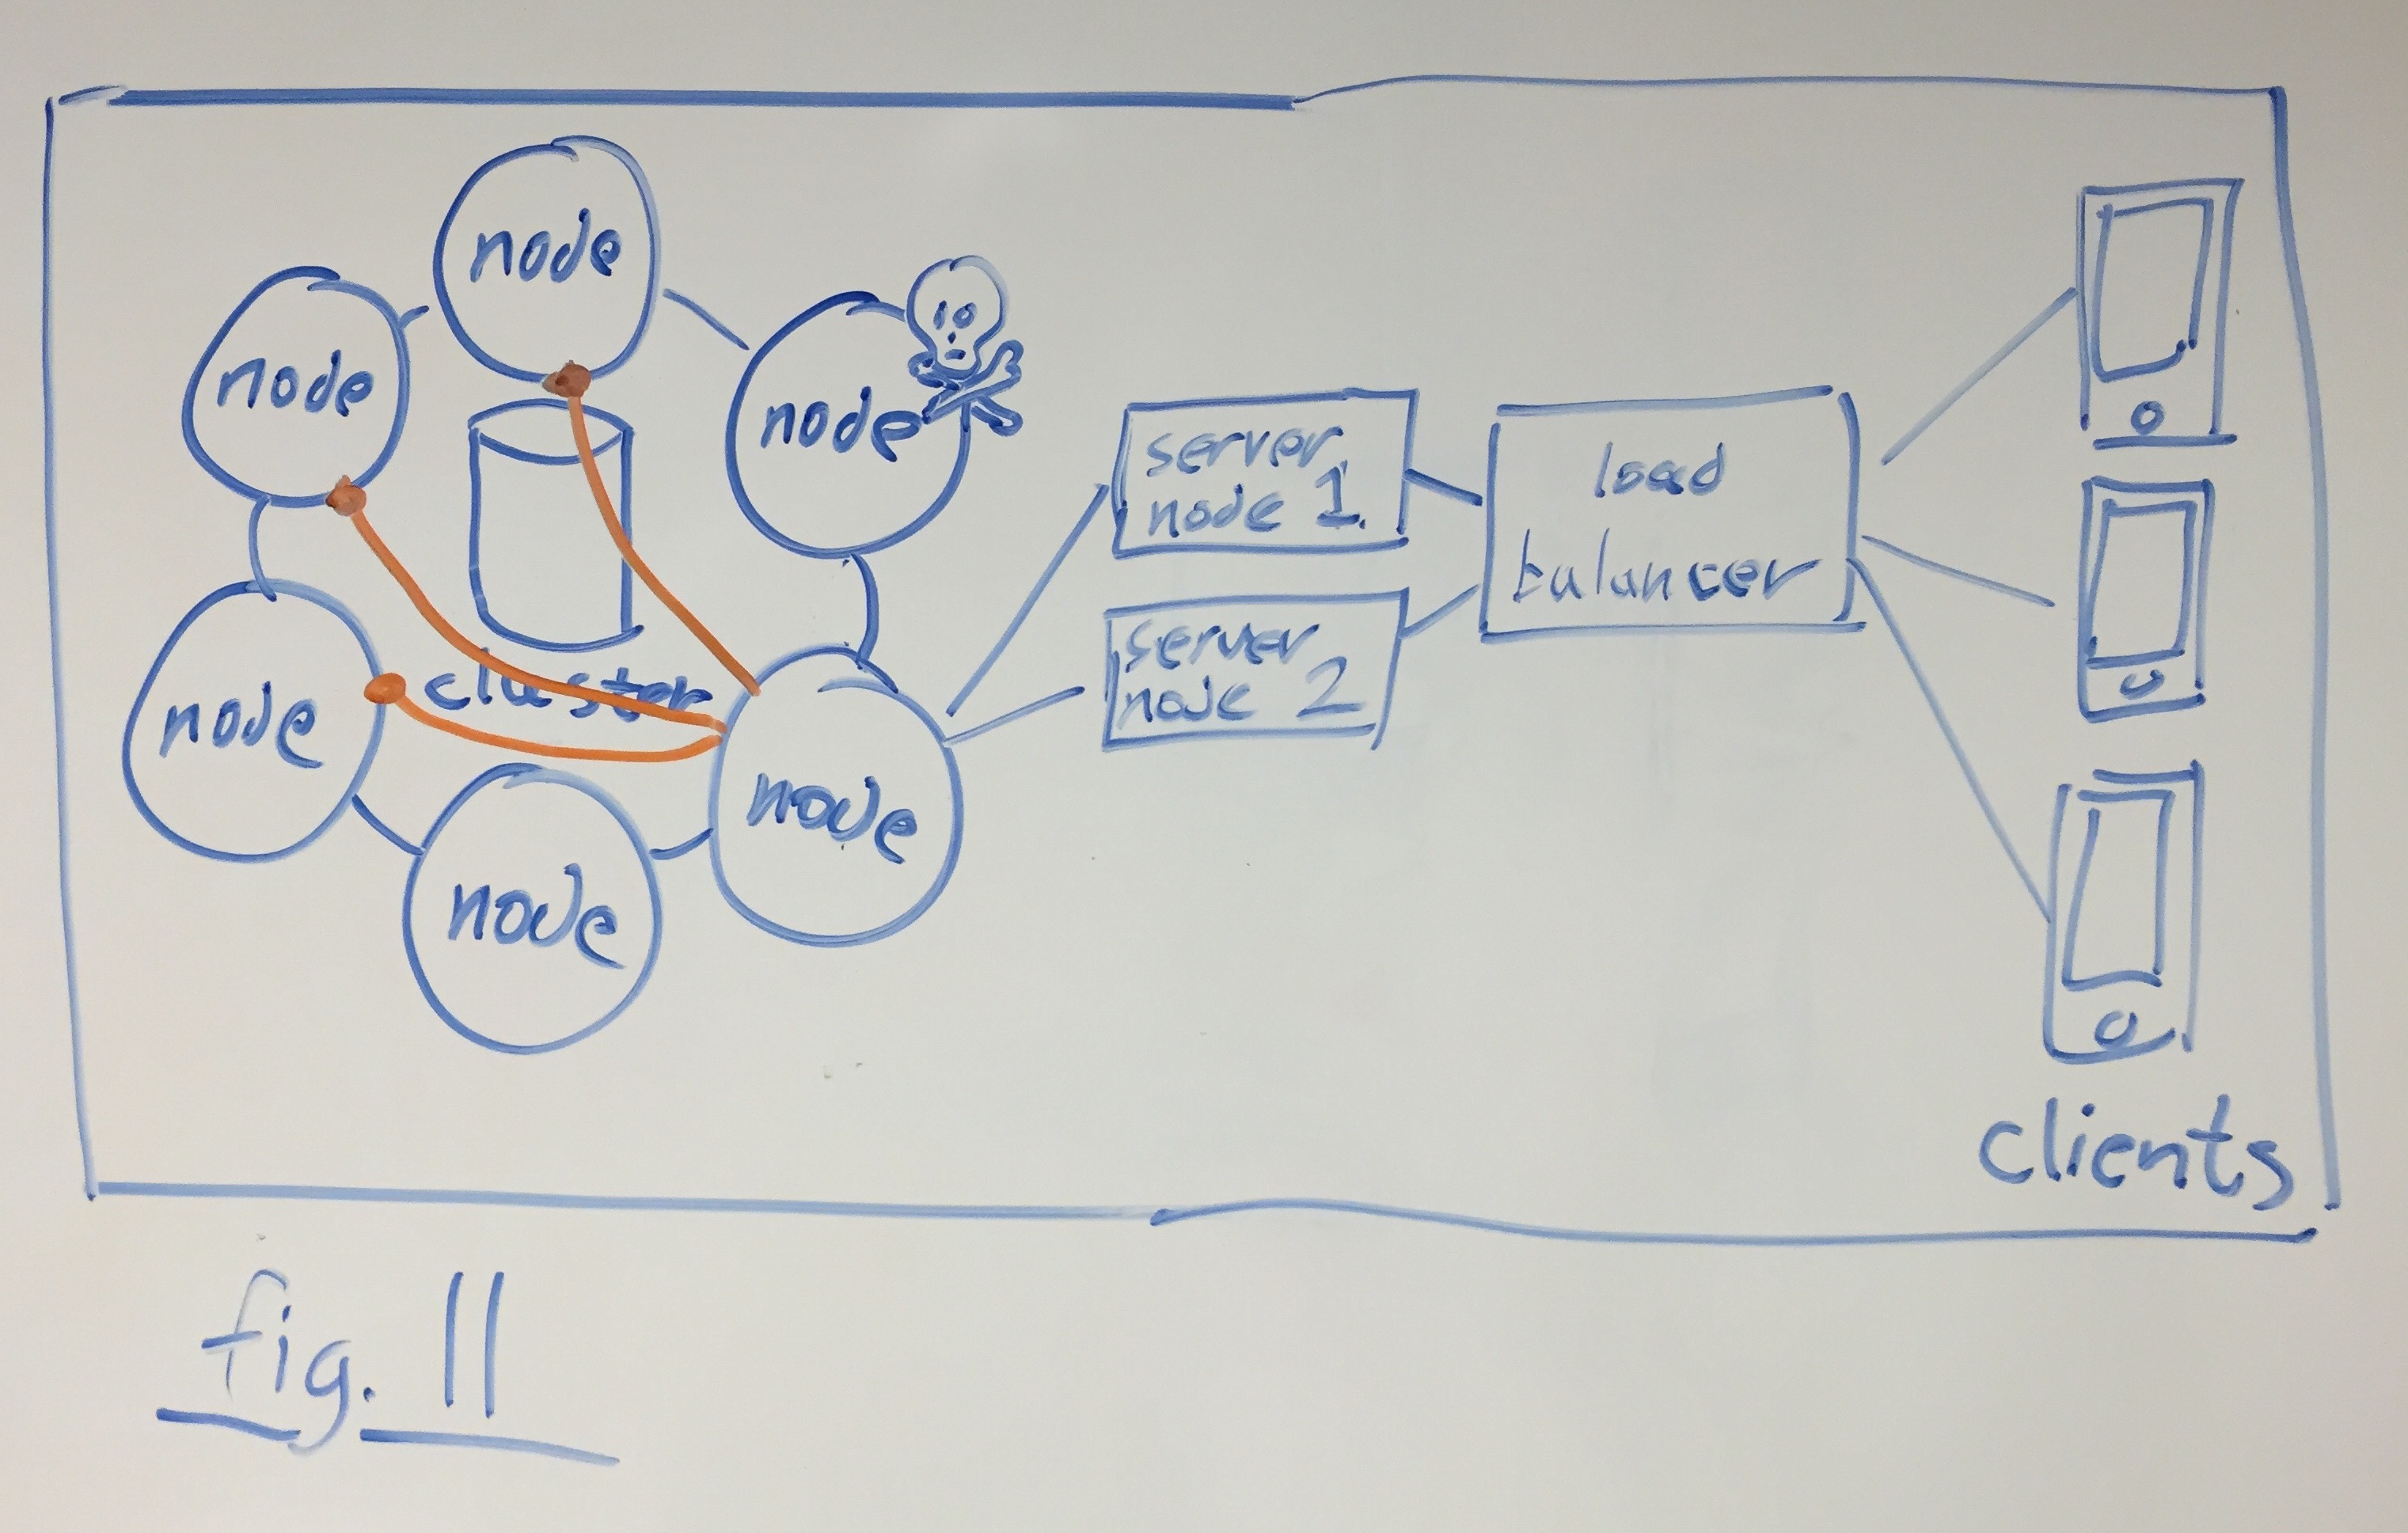 node
node
node
node
node
node
cluster
server
node 1
server
node 2
load
balancer
clients
fig. 11